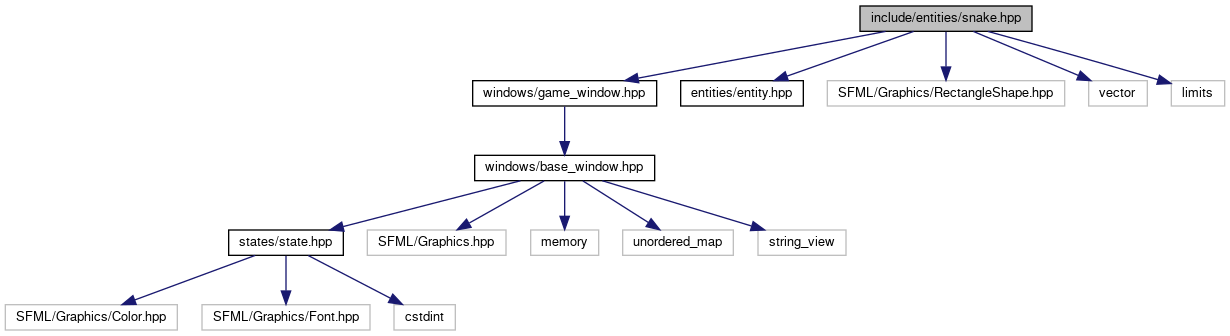 include/entities/snake.hpp
windows/game_window.hpp
entities/entity.hpp
SFML/Graphics/RectangleShape.hpp
vector
limits
windows/base_window.hpp
states/state.hpp
SFML/Graphics.hpp
memory
unordered_map
string_view
SFML/Graphics/Color.hpp
SFML/Graphics/Font.hpp
cstdint